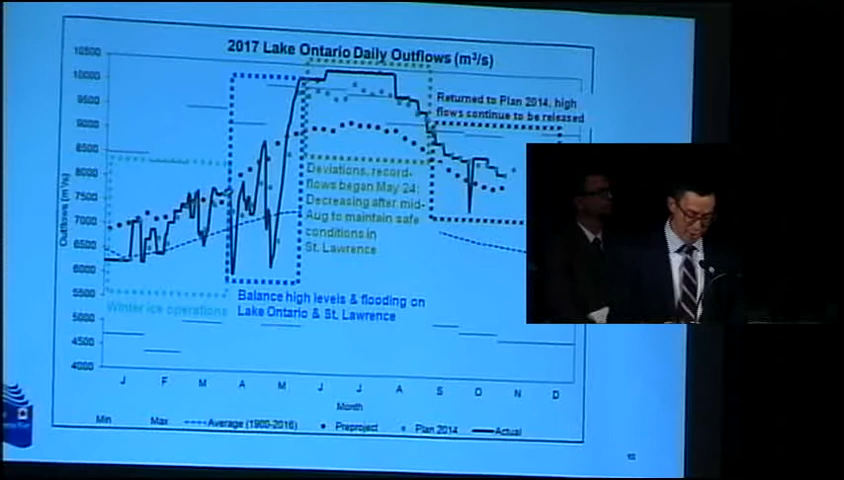 2017 Lake Ontario Daily Outflows (m³/s)
10500
10000
9500
9000
8500
8000
7500
7000
6500
6000
5500
5000
4500
4000
Outflows (m³/s)
Returned to Plan 2014, high
flows continue to be released
Deviations, record-
flows began May 24:
Decreasing after mid-
Aug to maintain safe
conditions in
St. Lawrence
Winter ice operations
Balance high levels & flooding on
Lake Ontario & St. Lawrence
J F M A M J J A S O N D
Month
Min Max Average (1900-2016) Preproject Plan 2014 Actual